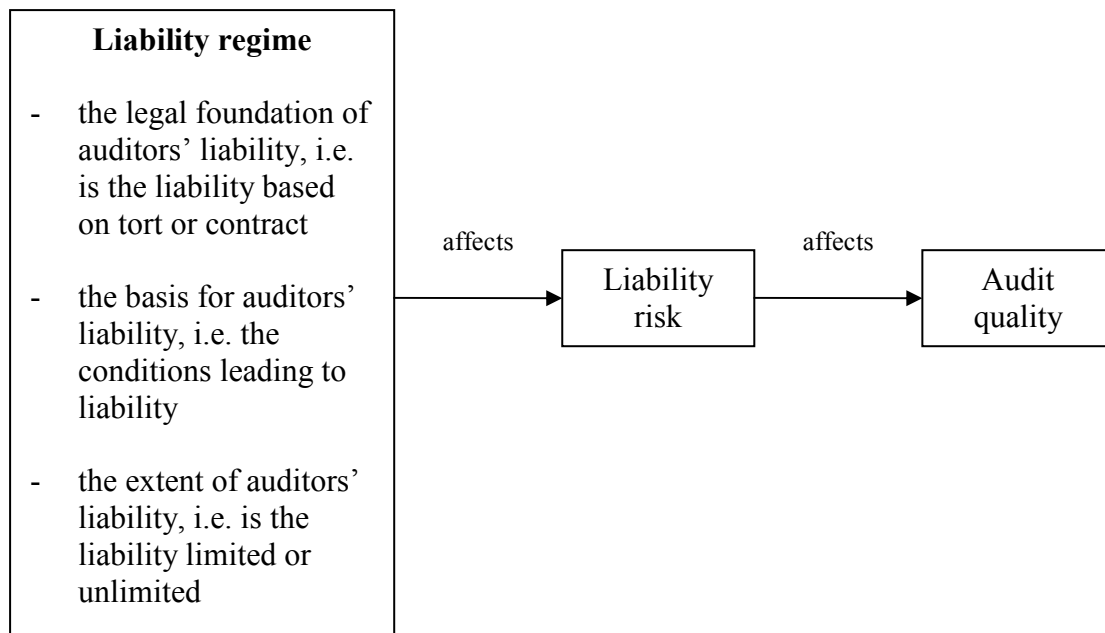 Liability regime
- the legal foundation of
auditors’ liability, i.e.
is the liability based
on tort or contract
- the basis for auditors’
liability, i.e. the
conditions leading to
liability
- the extent of auditors’
liability, i.e. is the
liability limited or
unlimited
affects
Liability
risk
affects
Audit
quality